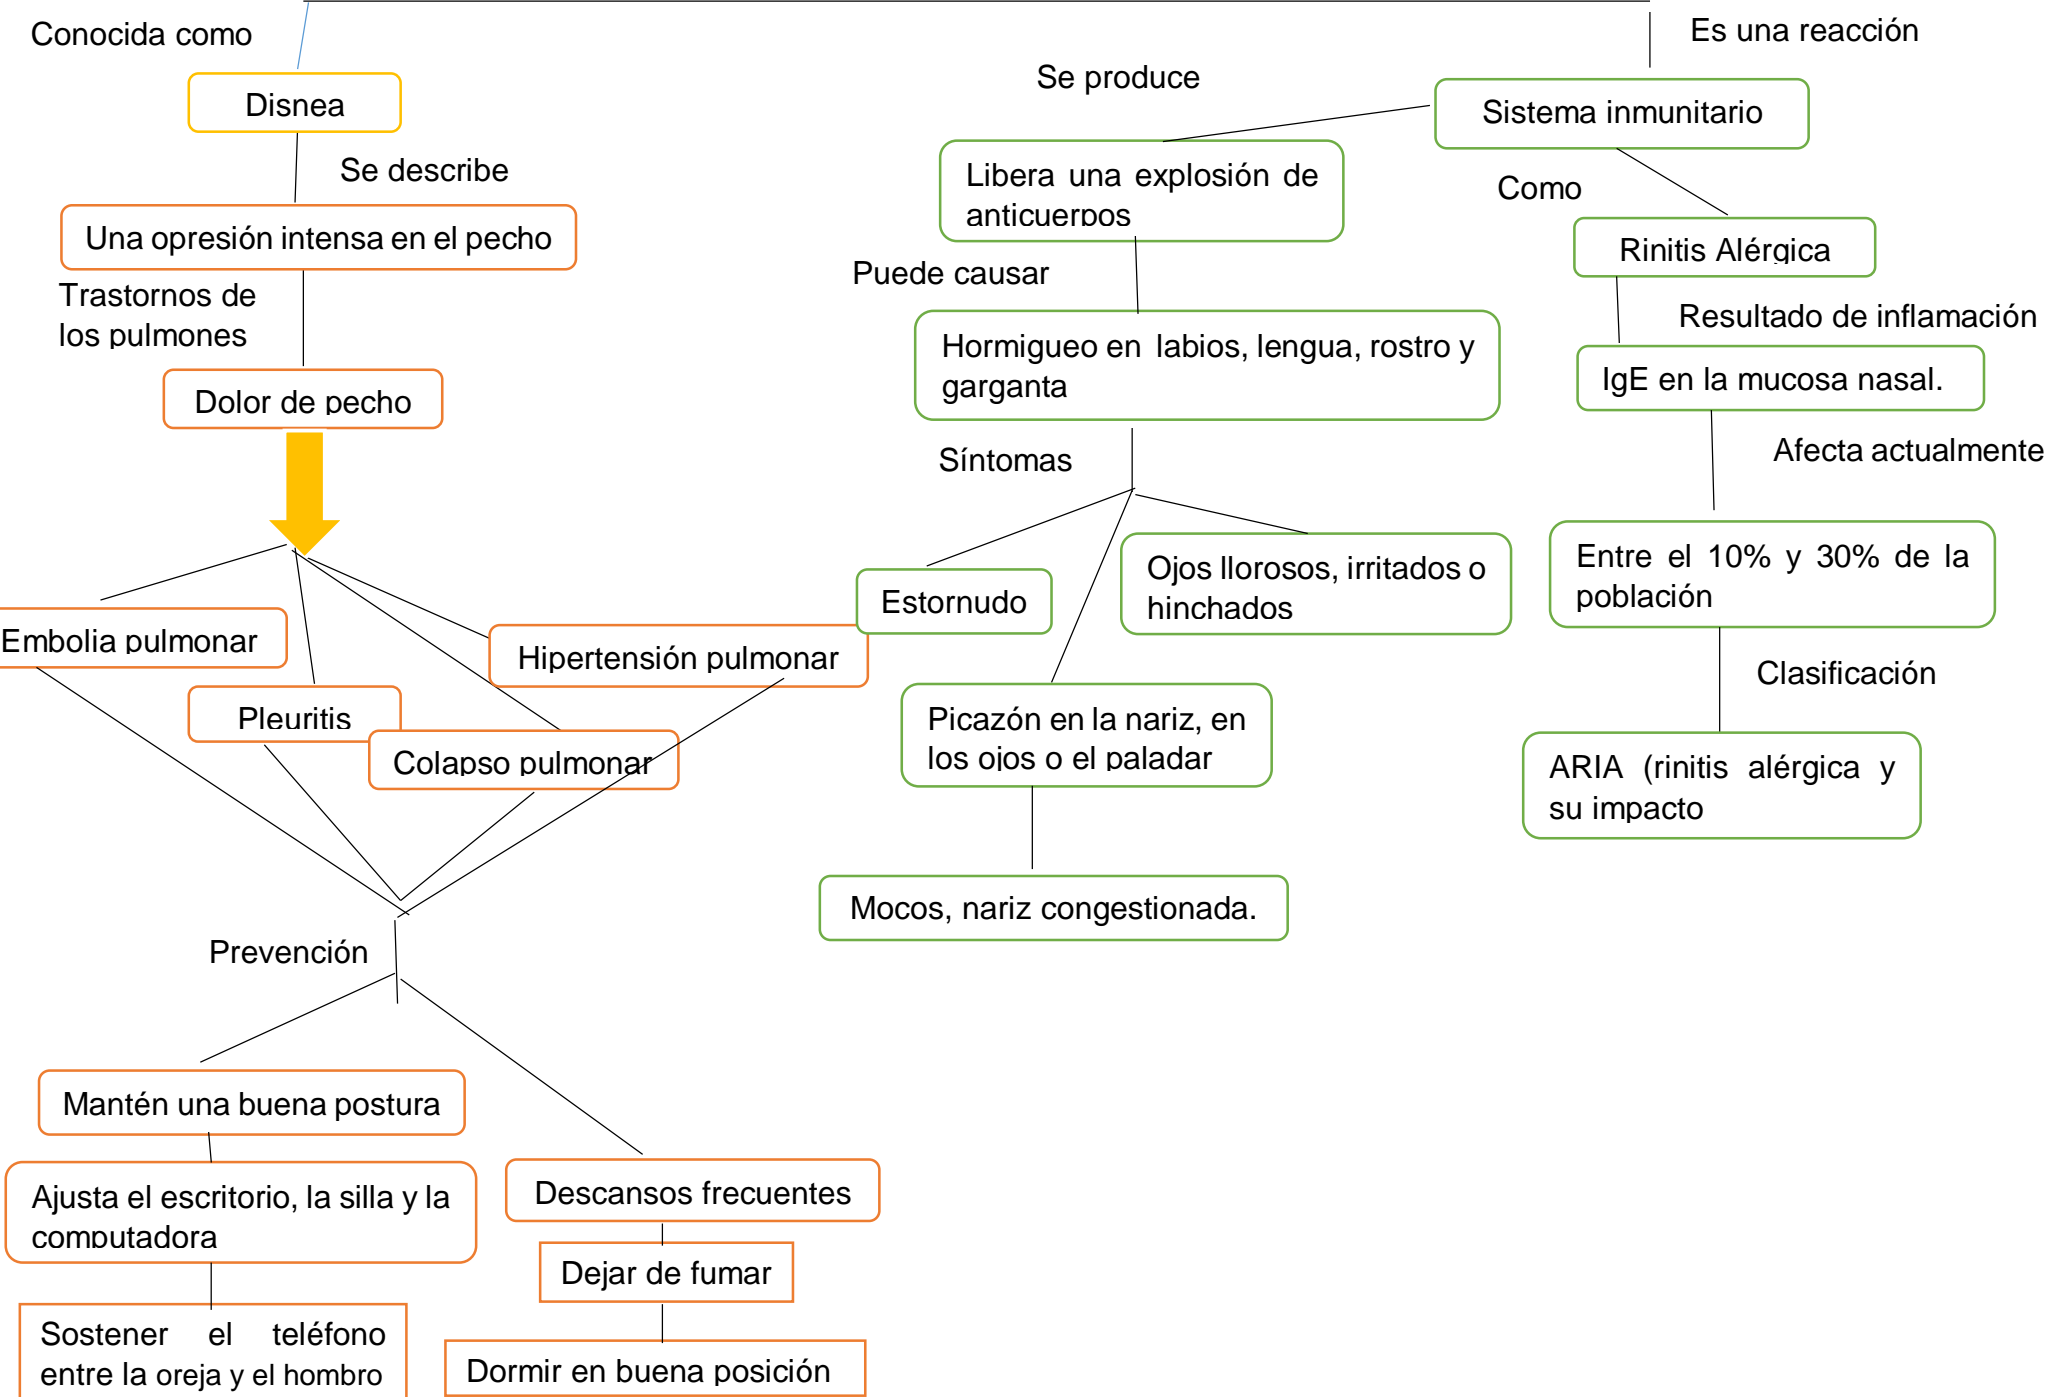 Conocida como
Disnea
Se describe
Una opresión intensa en el pecho
Trastornos de
los pulmones
Dolor de pecho
Embolia pulmonar
Pleuritis
Colapso pulmonar
Hipertensión pulmonar
Prevención
Mantén una buena postura
Ajusta el escritorio, la silla y la
computadora
Sostener el teléfono
entre la oreja y el hombro
Descansos frecuentes
Dejar de fumar
Dormir en buena posición
Es una reacción
Sistema inmunitario
Se produce
Libera una explosión de
anticuerpos
Puede causar
Hormigueo en labios, lengua, rostro y
garganta
Síntomas
Estornudo
Ojos llorosos, irritados o
hinchados
Picazón en la nariz, en
los ojos o el paladar
Mocos, nariz congestionada.
Como
Rinitis Alérgica
Resultado de inflamación
IgE en la mucosa nasal.
Afecta actualmente
Entre el 10% y 30% de la
población
Clasificación
ARIA (rinitis alérgica y
su impacto